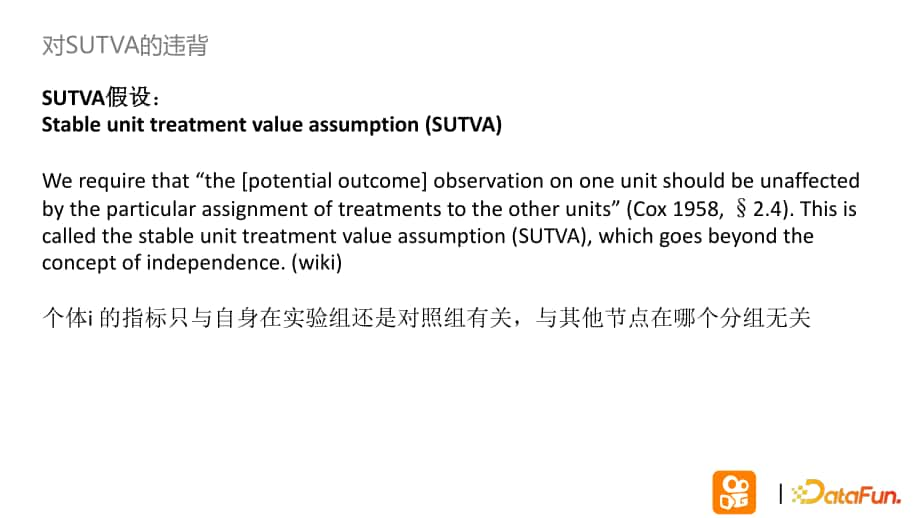 对SUTVA的违背
SUTVA假设：
Stable unit treatment value assumption (SUTVA)
We require that “the [potential outcome] observation on one unit should be unaffected
by the particular assignment of treatments to the other units” (Cox 1958, §2.4). This is
called the stable unit treatment value assumption (SUTVA), which goes beyond the
concept of independence. (wiki)
个体i 的指标只与自身在实验组还是对照组有关，与其他节点在哪个分组无关
DataFun.